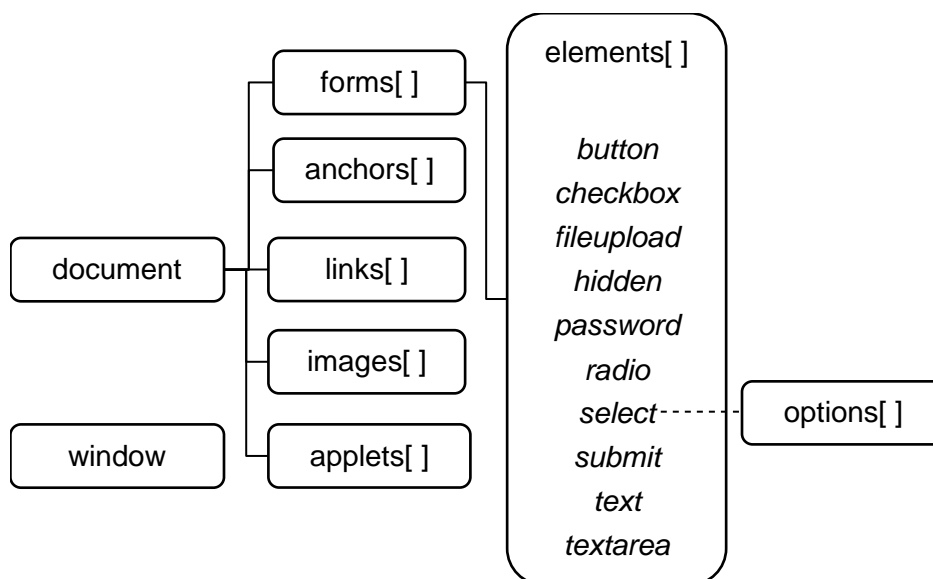 document
window
forms[ ]
anchors[ ]
links[ ]
images[ ]
applets[ ]
elements[ ]
button
checkbox
fileupload
hidden
password
radio
select
submit
text
textarea
options[ ]